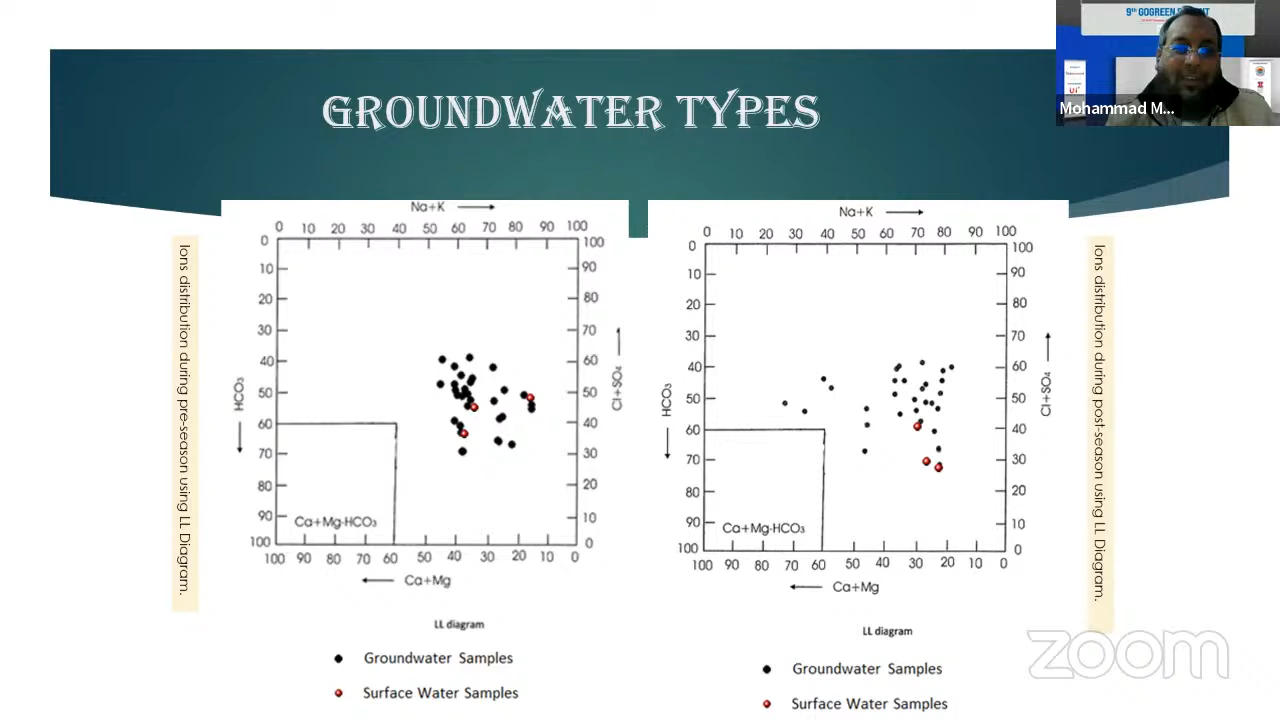 9th GOGREEN
Mohammad M...
GROUNDWATER TYPES
Ions distribution during pre-season using LL Diagram.
Na+K
0 10 20 30 40 50 60 70 80 90 100
0 10 20 30 40 50 60 70 80 90 100
HCO3
100 90 80 70 60 50 40 30 20 10 0
Cl+SO4
Ca+Mg-HCO3
100 90 80 70 60 50 40 30 20 10 0
Ca+Mg
LL diagram
Groundwater Samples
Surface Water Samples
Na+K
0 10 20 30 40 50 60 70 80 90 100
0 10 20 30 40 50 60 70 80 90 100
HCO3
100 90 80 70 60 50 40 30 20 10 0
Cl+SO4
Ca+Mg-HCO3
100 90 80 70 60 50 40 30 20 10 0
Ca+Mg
LL diagram
Groundwater Samples
Surface Water Samples
Ions distribution during post-season using LL Diagram.
zoom